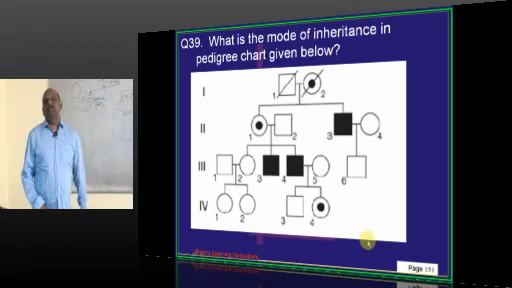 Q39. What is the mode of inheritance in
pedigree chart given below?
I
1 2
II
1 2 3 4
III
1 2 3 4 5 6
IV
1 2 3 4
Page 151